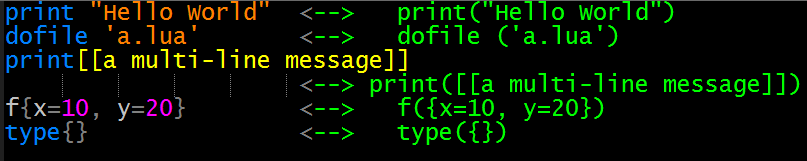 print "Hello World"  <-->   print("Hello World")
dofile 'a.lua'       <-->   dofile ('a.lua')
print[[a multi-line message]]
                     <--> print([[a multi-line message]])
f{x=10, y=20}        <-->   f({x=10, y=20})
type{}               <-->   type({})